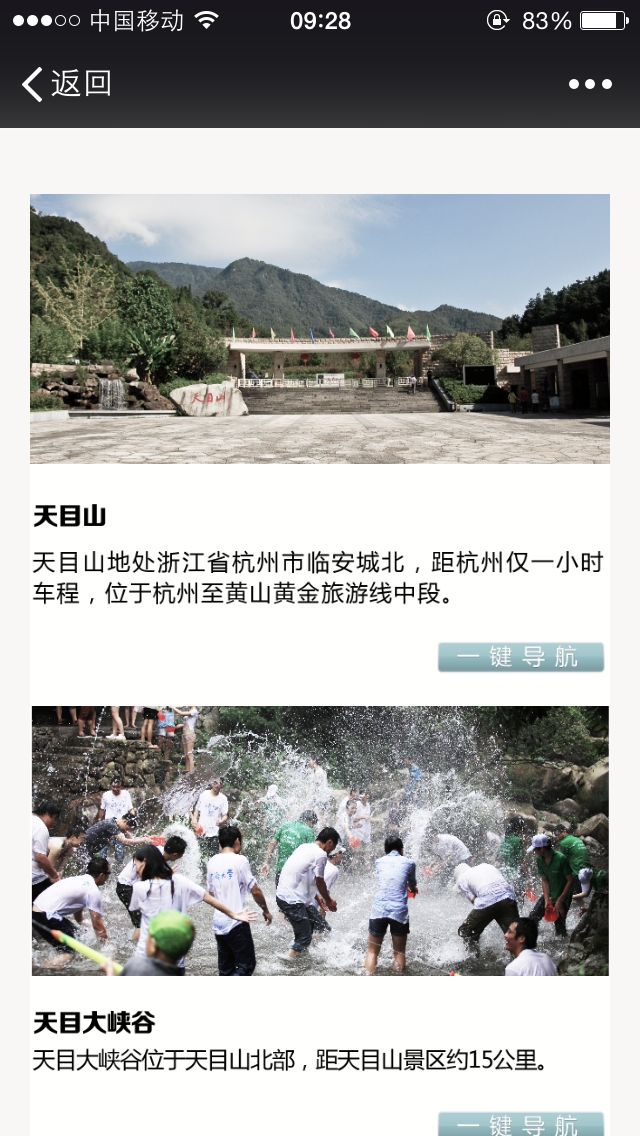 中国移动 09:28 83%
返回
天目山
天目山
天目山地处浙江省杭州市临安城北，距杭州仅一小时
车程，位于杭州至黄山黄金旅游线中段。
一键导航
天目大峡谷
天目大峡谷位于天目山北部，距天目山景区约15公里。
一键导航